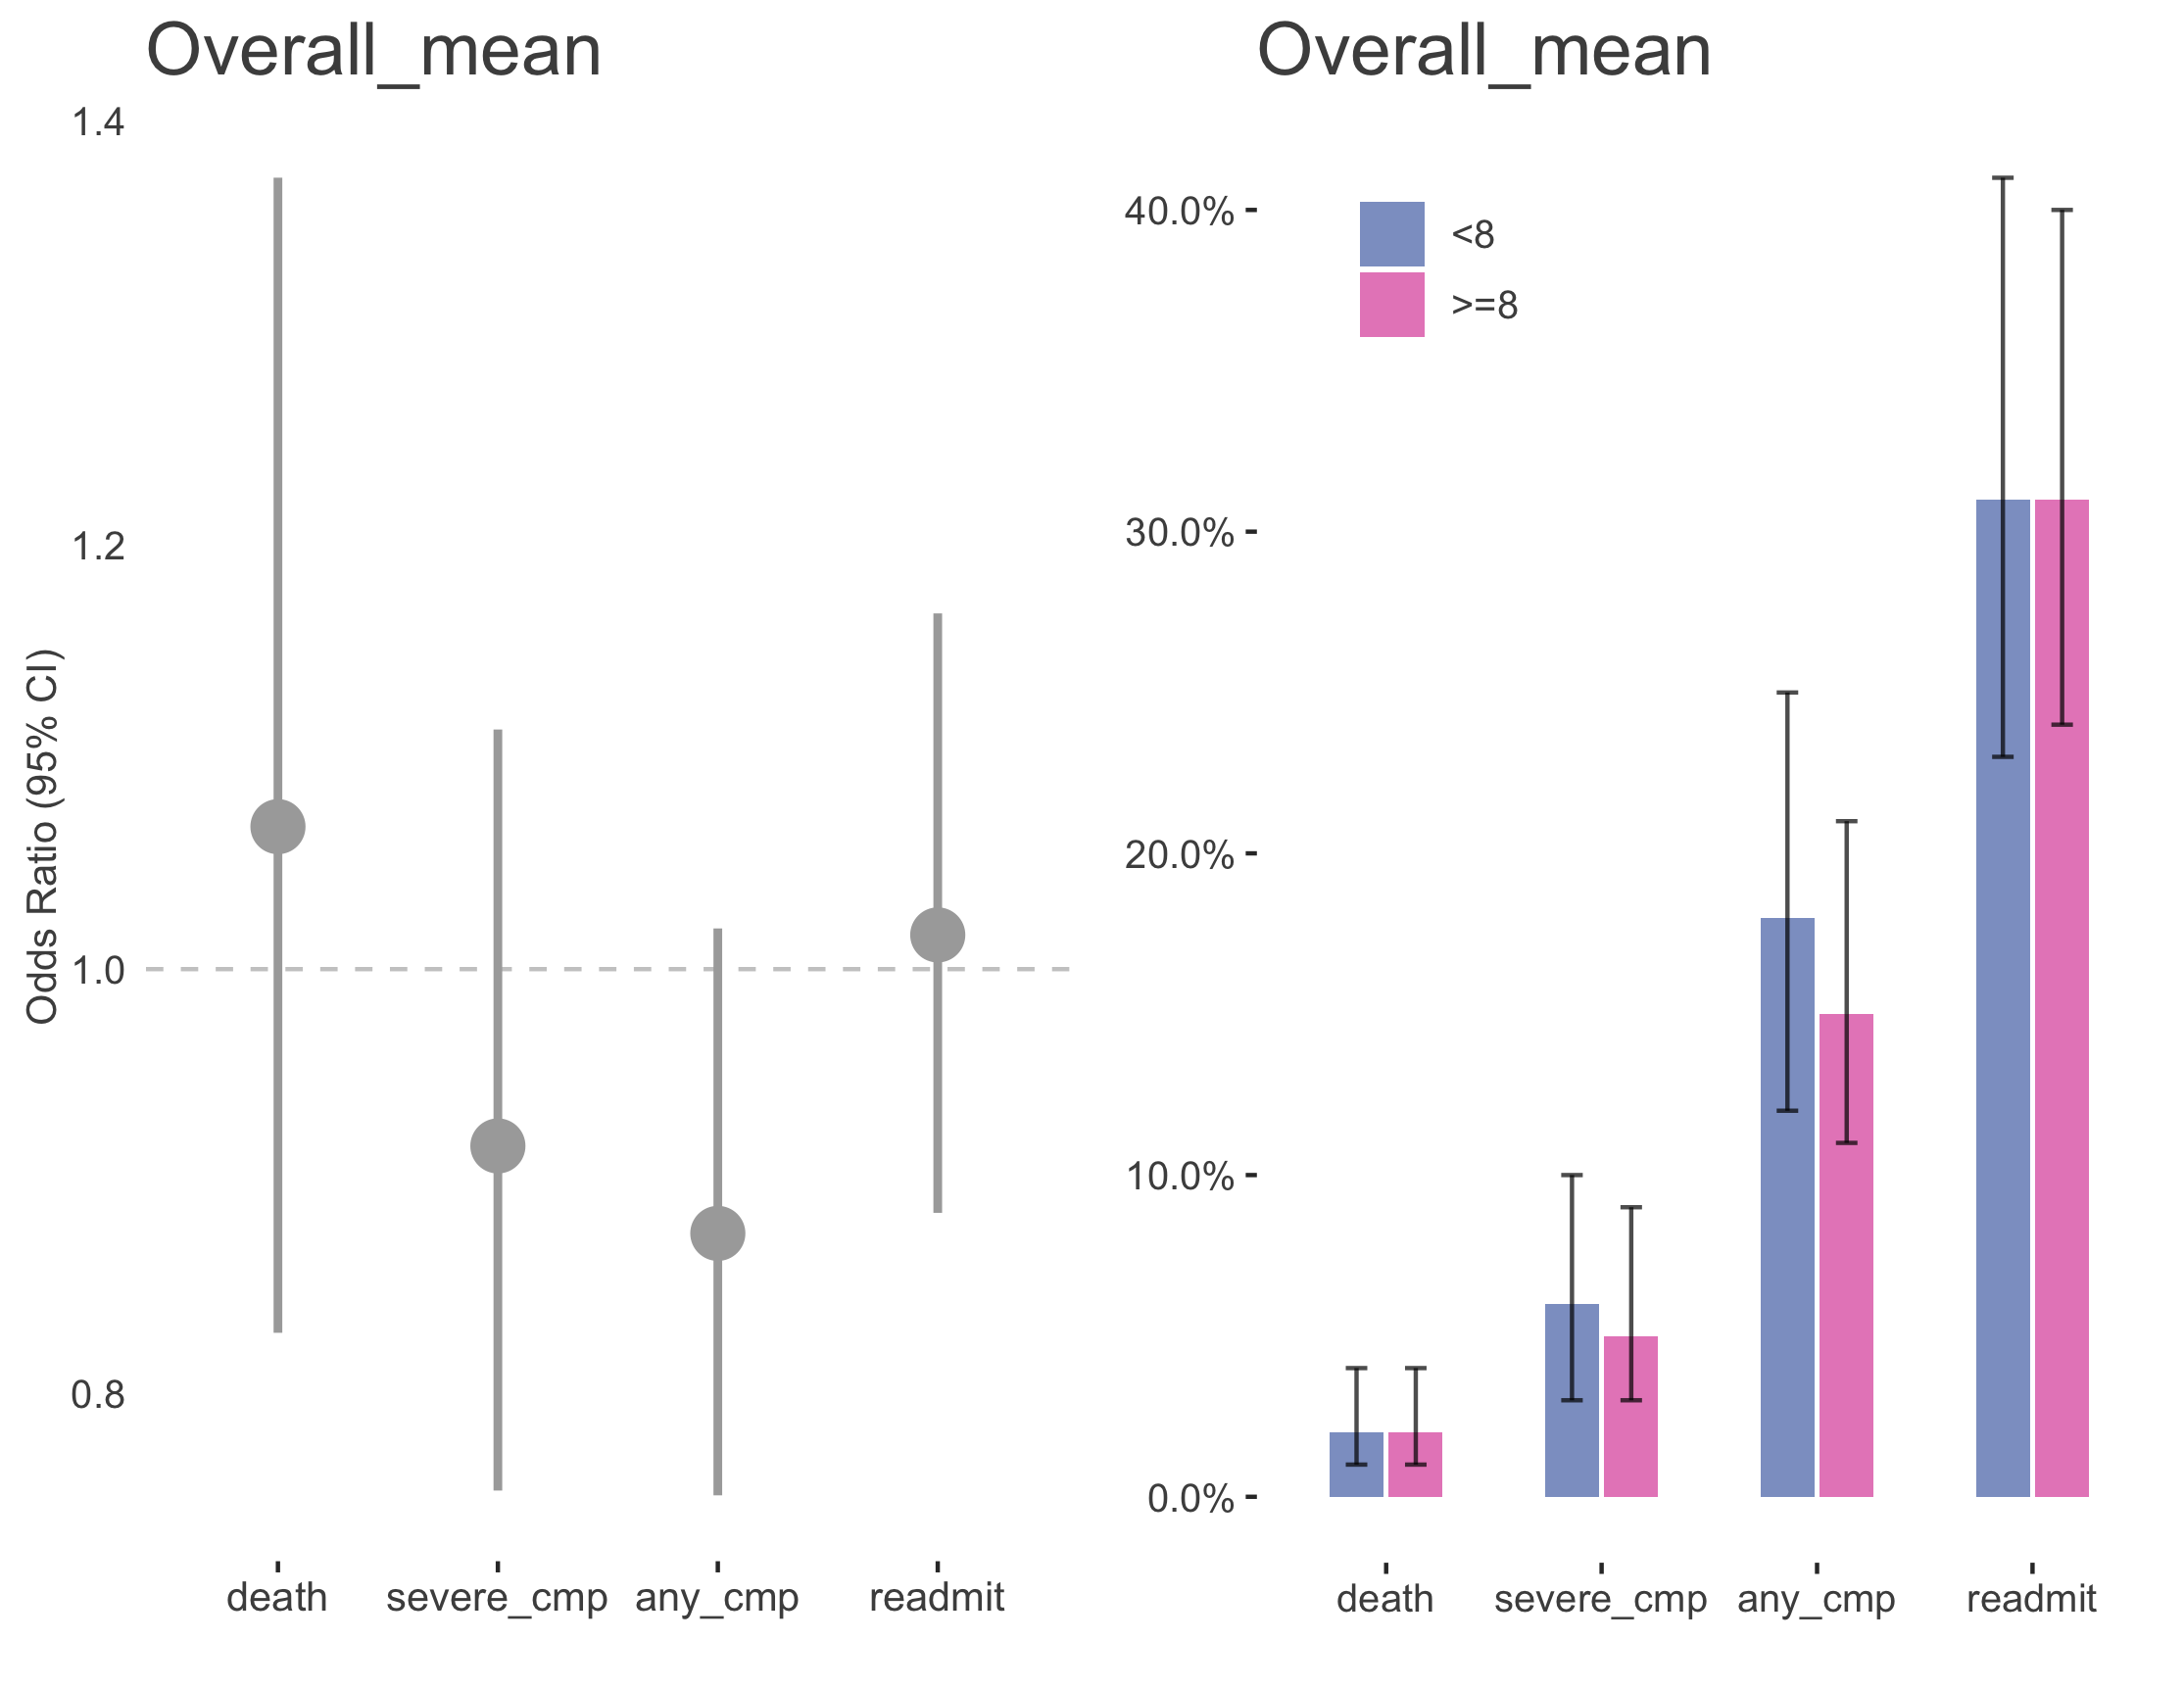 Overall_mean
1.4
1.2
1.0
0.8
Odds Ratio (95% CI)
death
severe_cmp
any_cmp
readmit
Overall_mean
40.0%
30.0%
20.0%
10.0%
0.0%
<8
>=8
death
severe_cmp
any_cmp
readmit